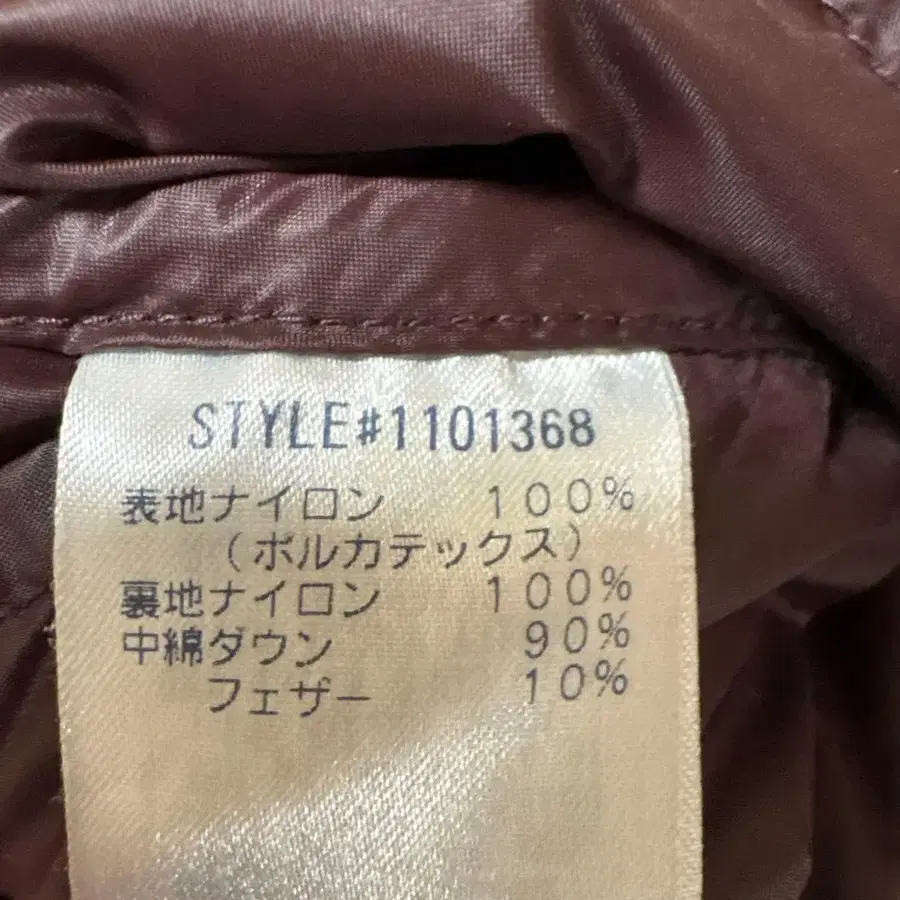 STYLE#1101368
表地ナイロン 100%
(ポルカテックス)
裏地ナイロン 100%
中綿ダウン 90%
フェザー 10%